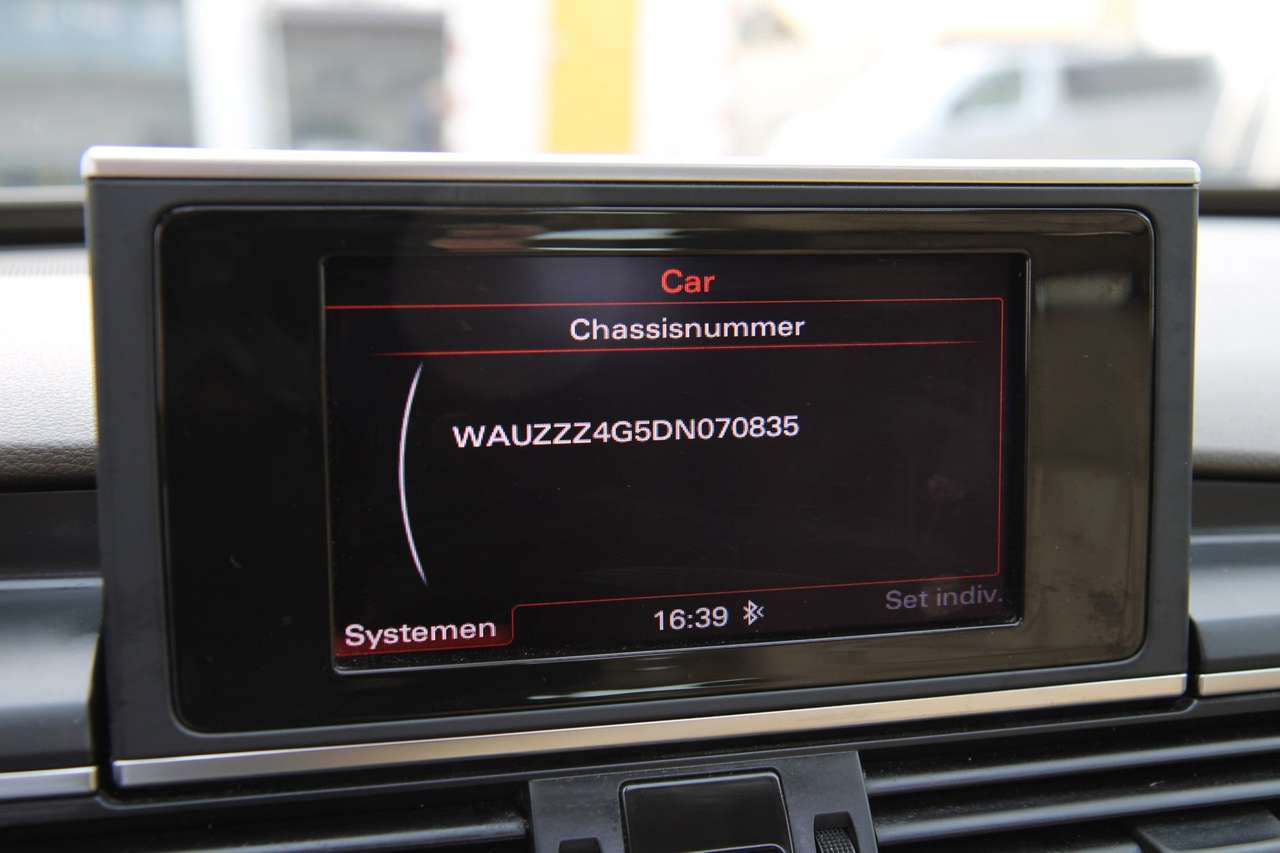 Car
Chassisnummer
WAUZZZ4G5DN070835
Systemen
16:39
Set indiv.